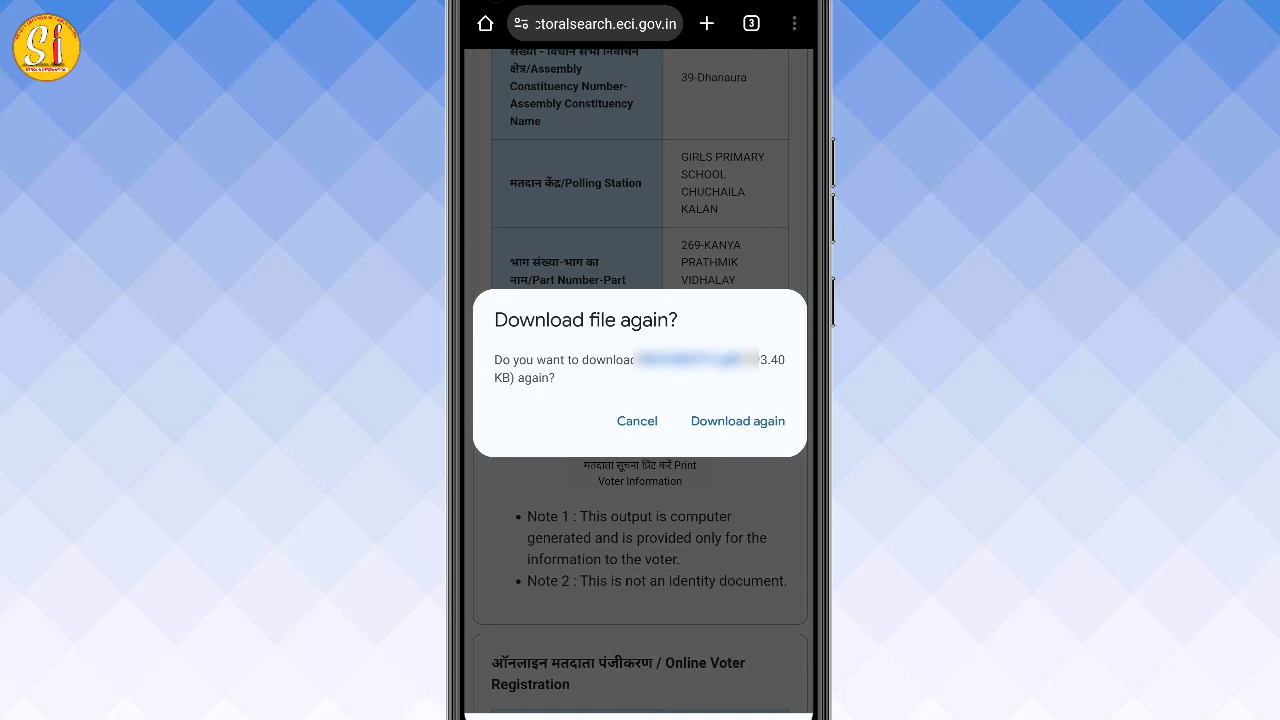 Si
ctoralsearch.eci.gov.in
3
संख्या - विधान सभा निर्वाचन
क्षेत्र/Assembly
Constituency Number-
Assembly Constituency
Name
39-Dhanaura
मतदान केंद्र/Polling Station
GIRLS PRIMARY
SCHOOL
CHUCHAILA
KALAN
भाग संख्या-भाग का
नाम/Part Number-Part
269-KANYA
PRATHMIK
VIDHALAY
Download file again?
Do you want to download 3.40
KB) again?
Cancel
Download again
मतदाता सूचना प्रिंट करें Print
Voter Information
Note 1 : This output is computer
generated and is provided only for the
information to the voter.
Note 2 : This is not an identity document.
ऑनलाइन मतदाता पंजीकरण / Online Voter
Registration